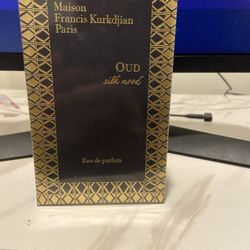 Maison
Francis Kurkdjian
Paris
OUD
silk mood
Eau de parfum